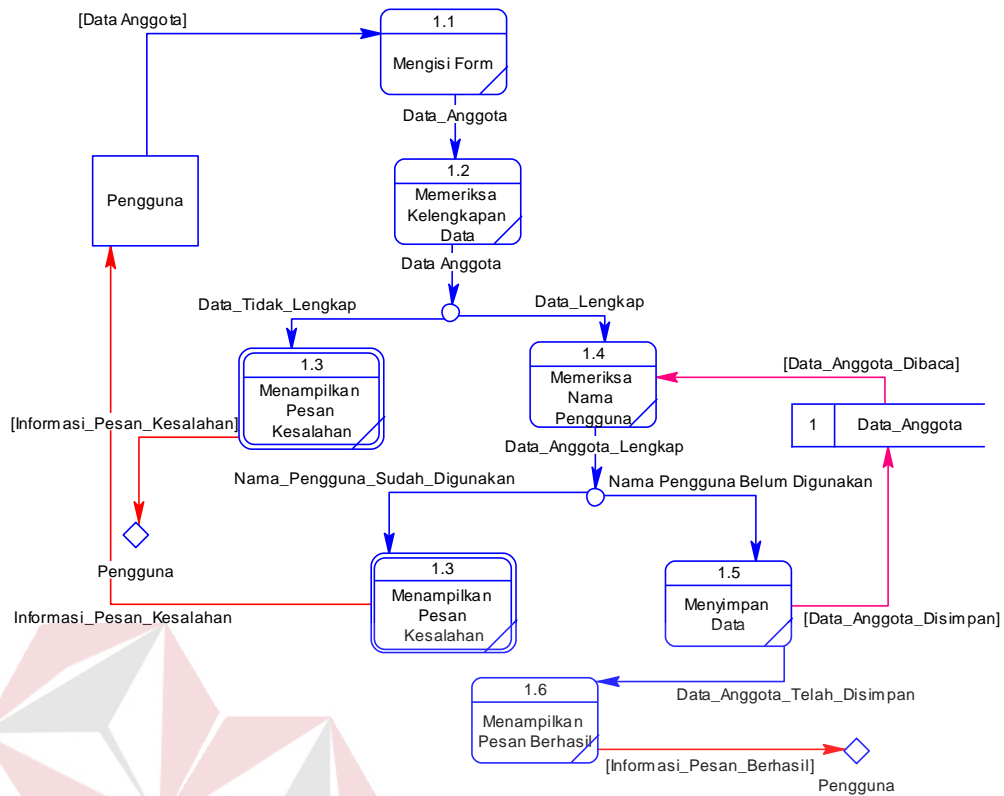 [Data Anggota]
1.1
Mengisi Form
Data_Anggota
1.2
Memeriksa
Kelengkapan
Data
Pengguna
Data Anggota
Data_Tidak_Lengkap
Data_Lengkap
1.3
Menampilkan
Pesan
Kesalahan
1.4
Memeriksa
Nama
Pengguna
[Data_Anggota_Dibaca]
1
Data_Anggota
[Informasi_Pesan_Kesalahan]
Data_Anggota_Lengkap
Nama_Pengguna_Sudah_Digunakan
Nama Pengguna Belum Digunakan
Pengguna
1.3
Menampilkan
Pesan
Kesalahan
1.5
Menyimpan
Data
Informasi_Pesan_Kesalahan
[Data_Anggota_Disimpan]
1.6
Menampilkan
Pesan Berhasil
Data_Anggota_Telah_Disimpan
[Informasi_Pesan_Berhasil]
Pengguna